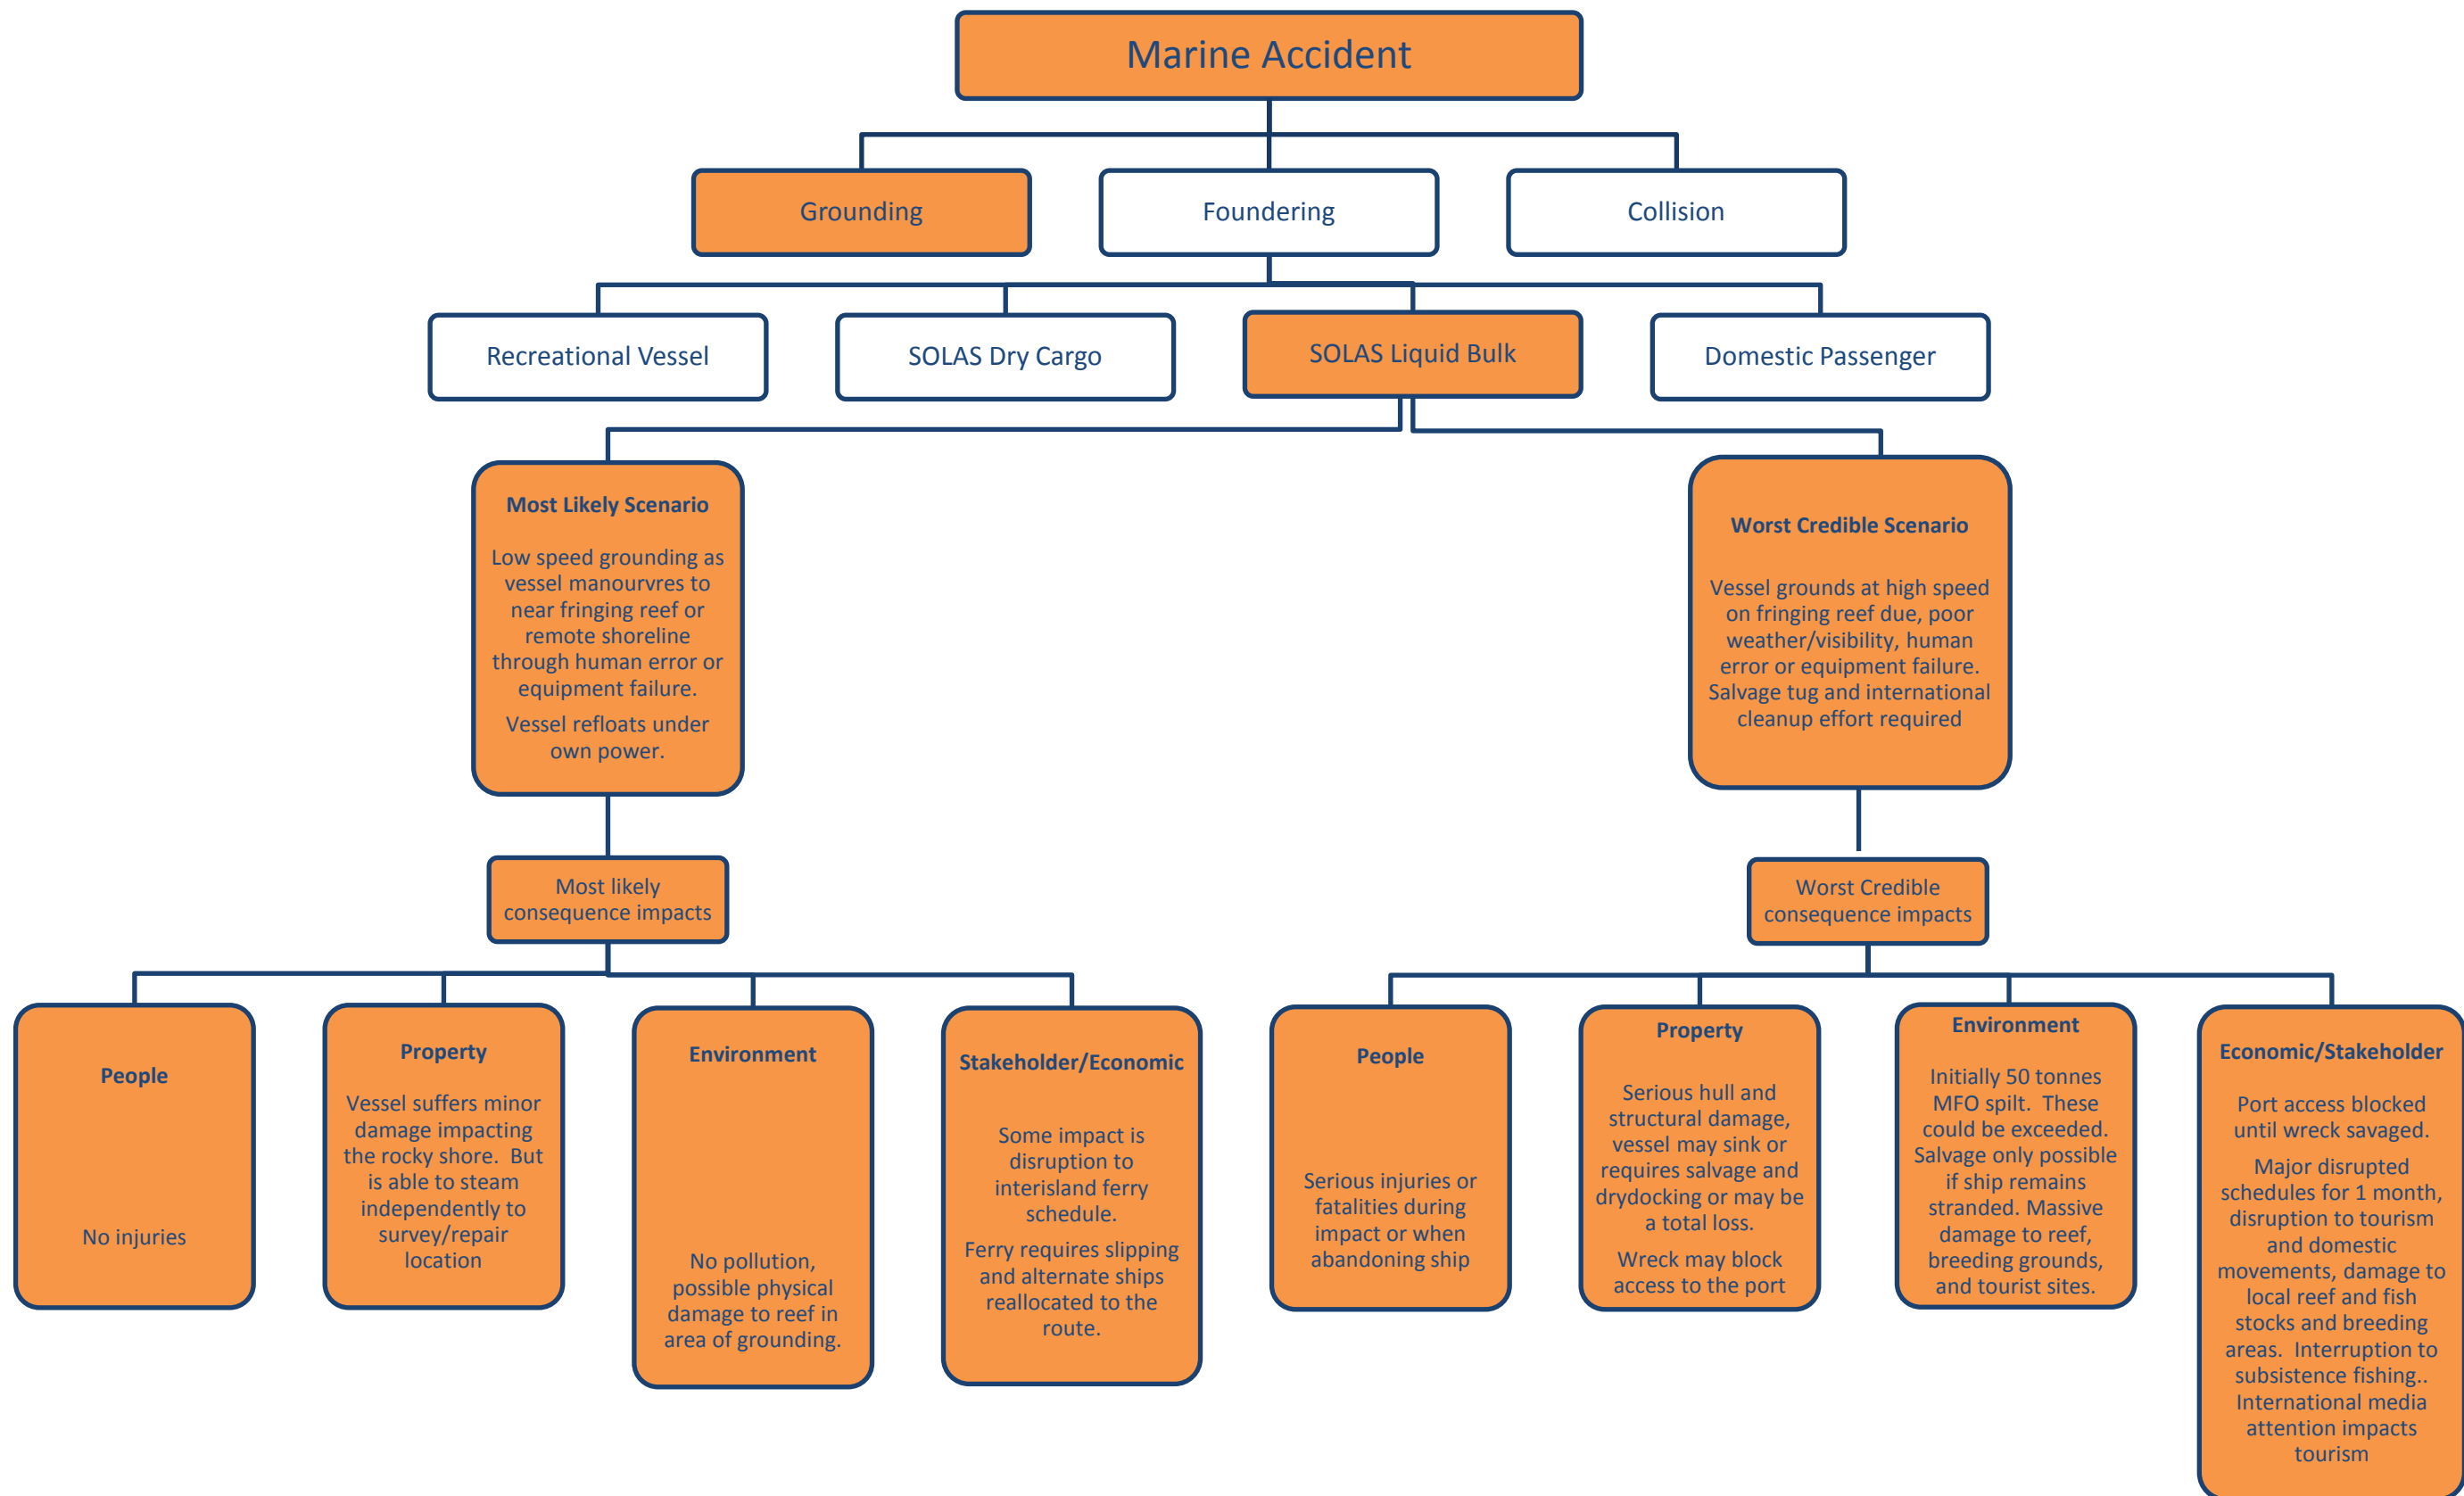 Marine Accident
Grounding
Foundering
Collision
Recreational Vessel
SOLAS Dry Cargo
SOLAS Liquid Bulk
Domestic Passenger
Most Likely Scenario
Low speed grounding as
vessel manourvres to
near fringing reef or
remote shoreline
through human error or
equipment failure.
Vessel refloats under
own power.
Worst Credible Scenario
Vessel grounds at high speed
on fringing reef due, poor
weather/visibility, human
error or equipment failure.
Salvage tug and international
cleanup effort required
Most likely
consequence impacts
Worst Credible
consequence impacts
People
No injuries
Property
Vessel suffers minor
damage impacting
the rocky shore.  But
is able to steam
independently to
survey/repair
location
Environment
No pollution,
possible physical
damage to reef in
area of grounding.
Stakeholder/Economic
Some impact is
disruption to
interisland ferry
schedule.
Ferry requires slipping
and alternate ships
reallocated to the
route.
People
Serious injuries or
fatalities during
impact or when
abandoning ship
Property
Serious hull and
structural damage,
vessel may sink or
requires salvage and
drydocking or may be
a total loss.
Wreck may block
access to the port
Environment
Initially 50 tonnes
MFO spilt.  These
could be exceeded.
Salvage only possible
if ship remains
stranded. Massive
damage to reef,
breeding grounds,
and tourist sites.
Economic/Stakeholder
Port access blocked
until wreck savaged.
Major disrupted
schedules for 1 month,
disruption to tourism
and domestic
movements, damage to
local reef and fish
stocks and breeding
areas.  Interruption to
subsistence fishing..
International media
attention impacts
tourism